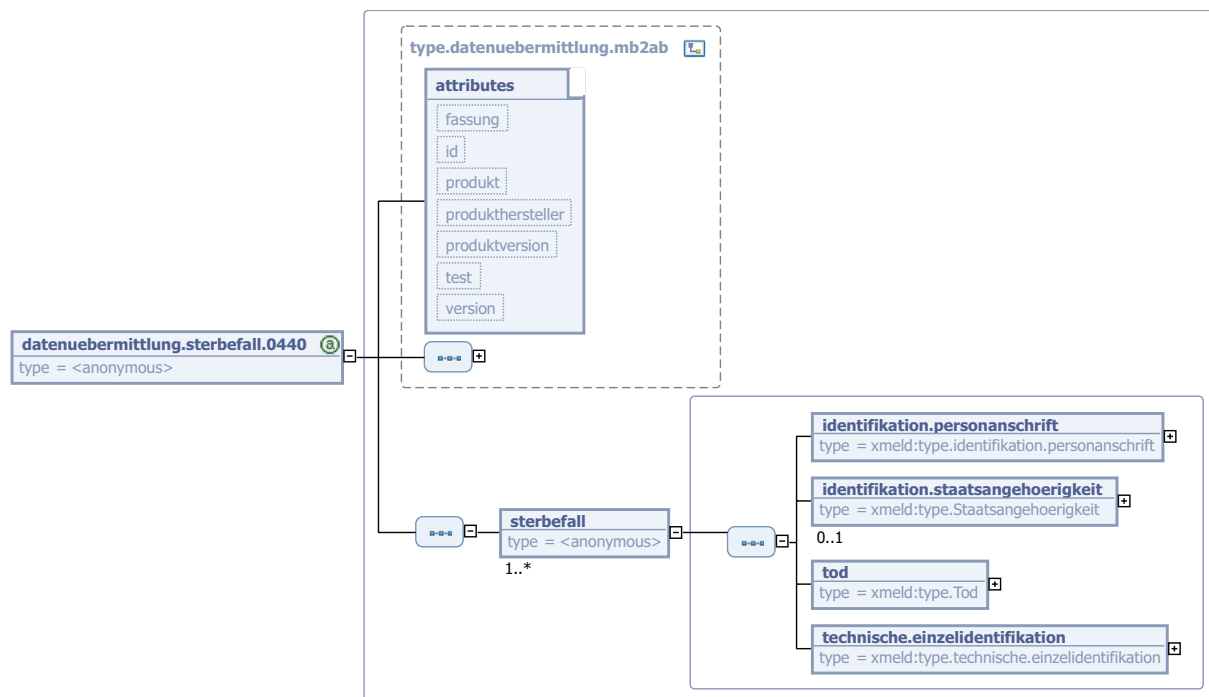 type.datenuebermittlung.mb2ab
attributes
fassung
id
produkt
produkthersteller
produktversion
test
version
datenuebermittlung.sterbefall.0440
type = <anonymous>
sterbefall
type = <anonymous>
1..*
identifikation.personanschrift
type = xmeld:type.identifikation.personanschrift
identifikation.staatsangehoerigkeit
type = xmeld:type.Staatsangehoerigkeit
0..1
tod
type = xmeld:type.Tod
technische.einzelidentifikation
type = xmeld:type.technische.einzelidentifikation